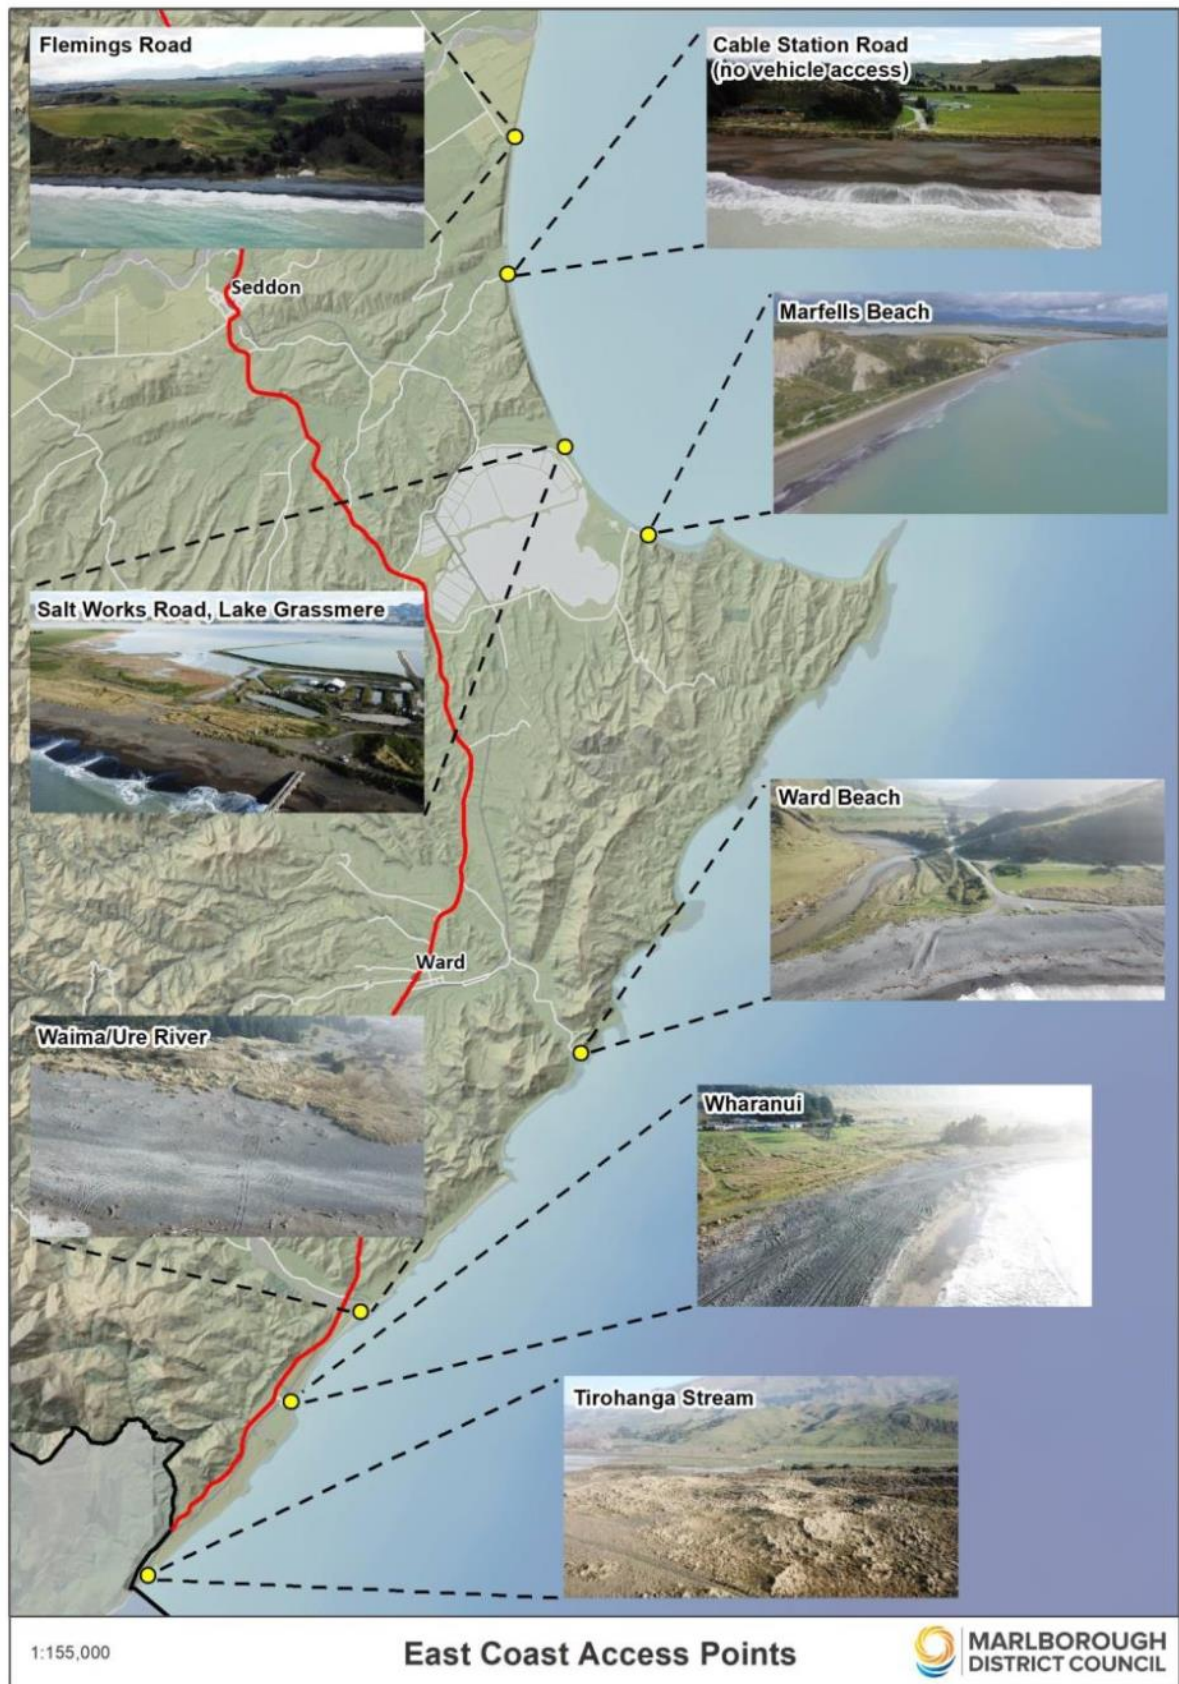 Flemings Road
Cable Station Road
(no vehicle access)
Seddon
Marfells Beach
Salt Works Road, Lake Grassmere
Ward Beach
Ward
Waima/Ure River
Wharanui
Tirohanga Stream
1:155,000
East Coast Access Points
MARLBOROUGH
DISTRICT COUNCIL